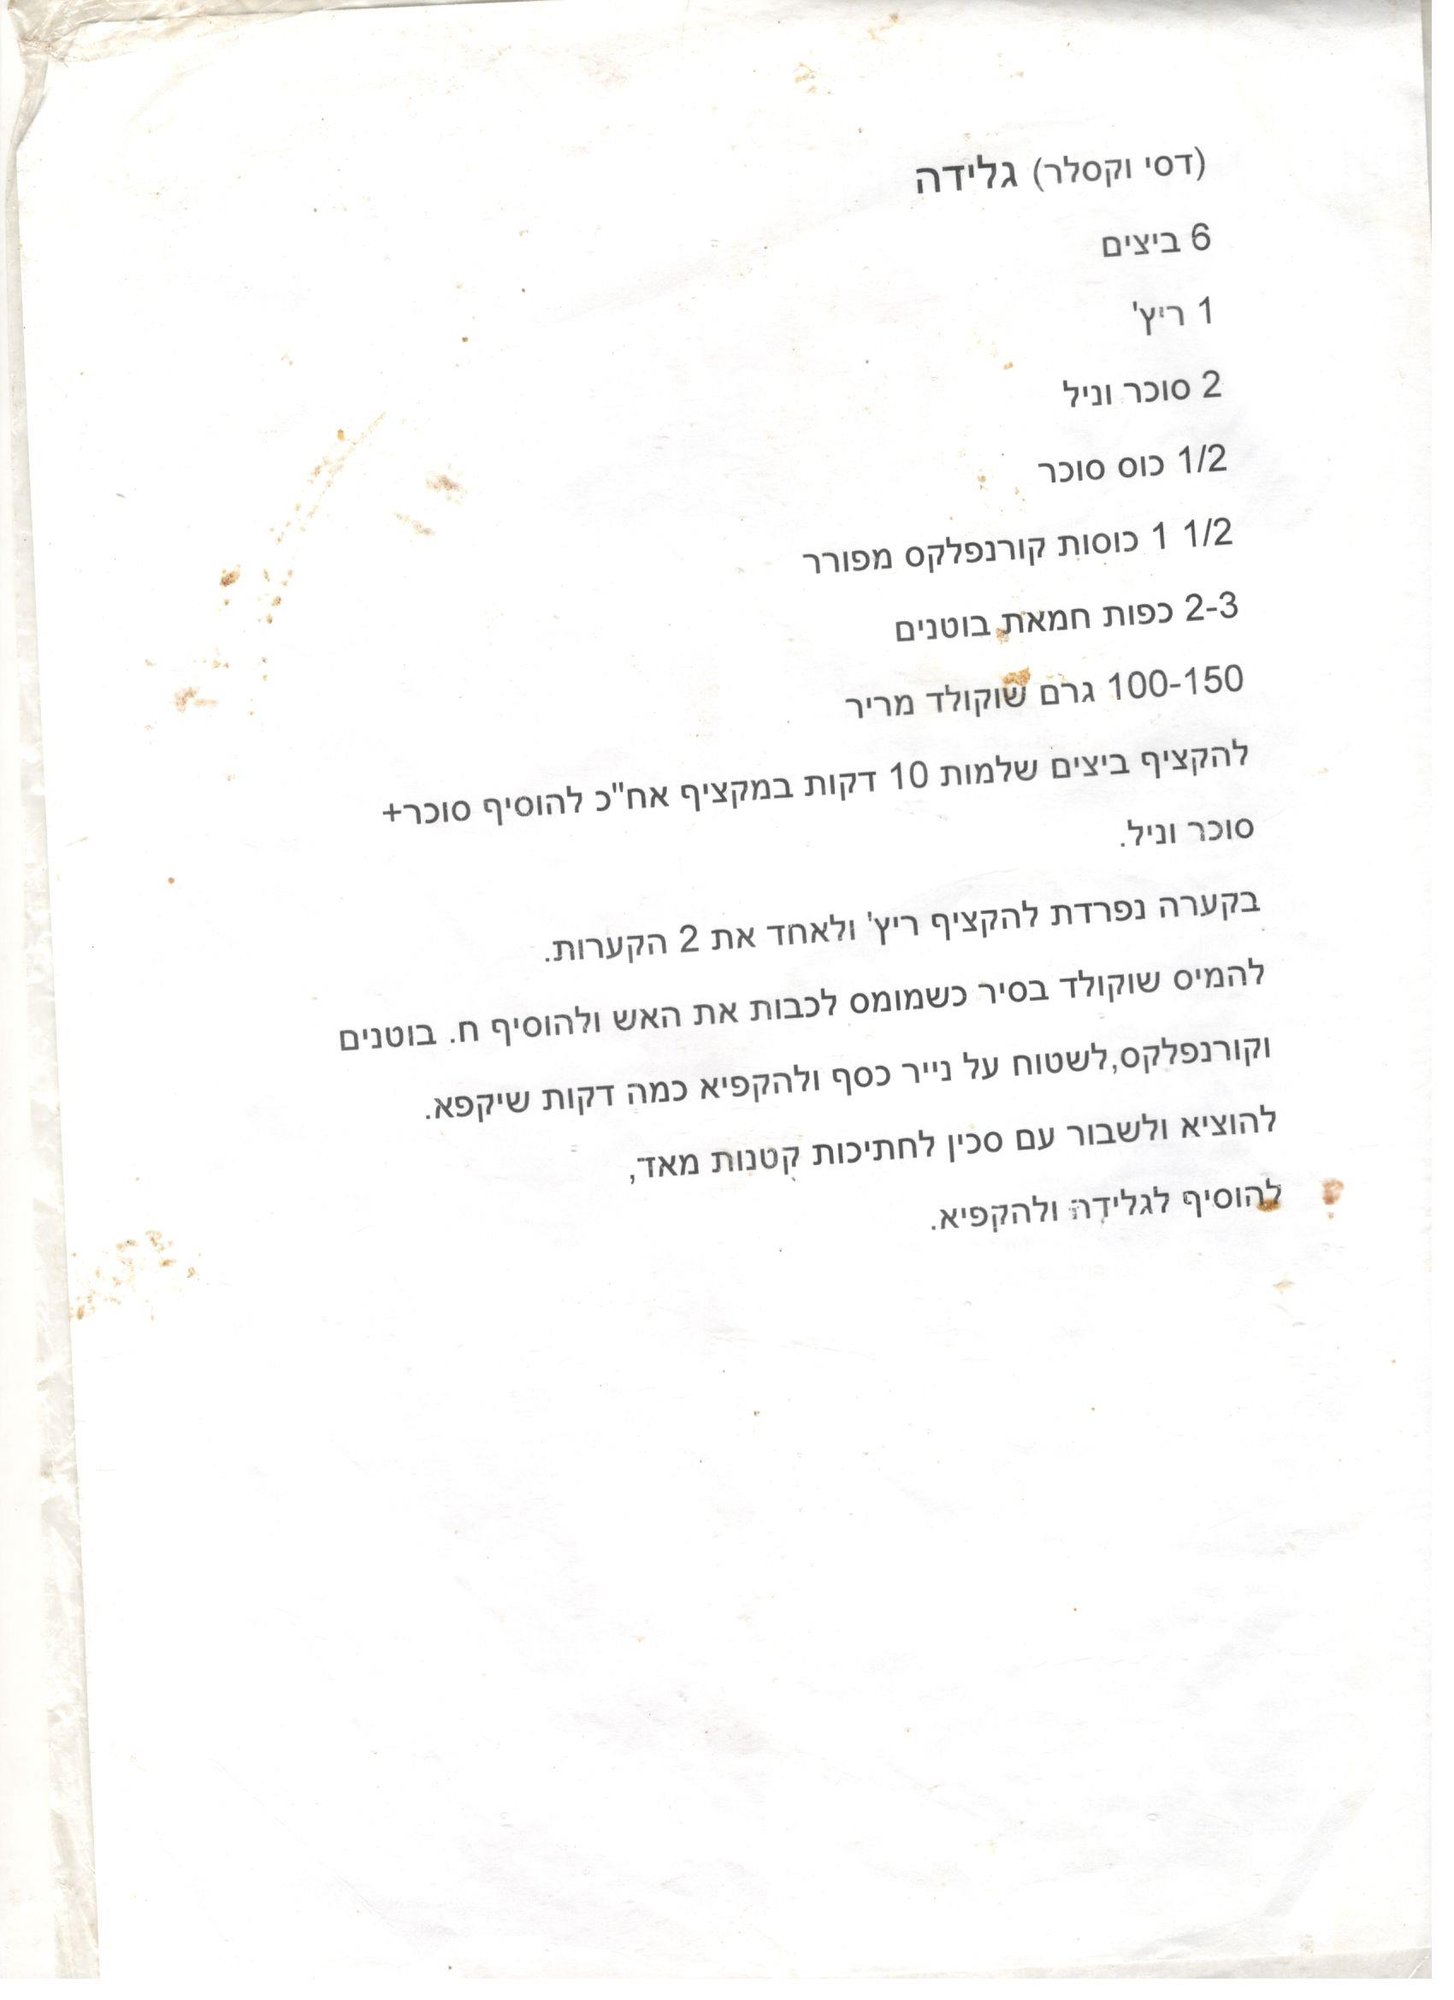 (דסי וקסלר) גלידה
6 ביצים
1 ריץ'
2 סוכר וניל
1/2 כוס סוכר
1/2 1 כוסות קורנפלקס מפורר
2-3 כפות חמאת בוטנים
100-150 גרם שוקולד מריר
להקציף ביצים שלמות 10 דקות במקציף אח"כ להוסיף סוכר+
סוכר וניל.
בקערה נפרדת להקציף ריץ' ולאחד את 2 הקערות.
להמיס שוקולד בסיר כשמומס לכבות את האש ולהוסיף ח. בוטנים
וקורנפלקס,לשטוח על נייר כסף ולהקפיא כמה דקות שיקפא.
להוציא ולשבור עם סכין לחתיכות קטנות מאד,
להוסיף לגלידה ולהקפיא.